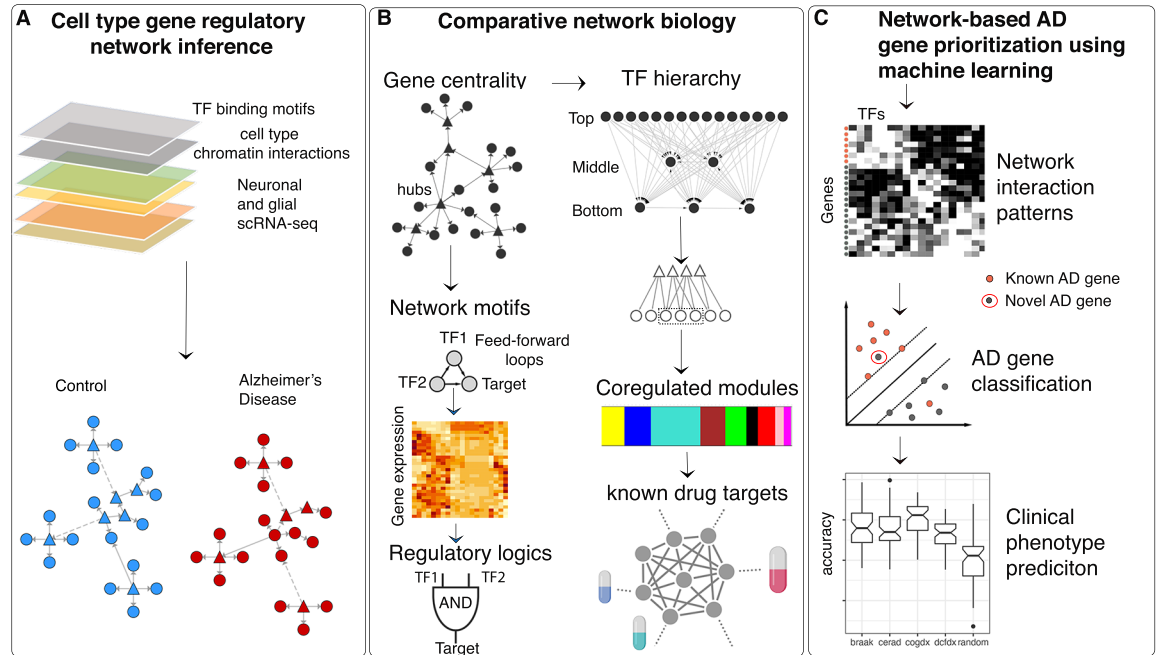 A
Cell type gene regulatory
network inference
TF binding motifs
cell type
chromatin interactions
Neuronal
and glial
scRNA-seq
Control
Alzheimer's
Disease
B
Comparative network biology
Gene centrality
hubs
Network motifs
TF1
Feed-forward
loops
TF2
Target
Gene expression
Regulatory logics
TF1
TF2
AND
Target
TF hierarchy
Top
Middle
Bottom
Coregulated modules
known drug targets
C
Network-based AD
gene prioritization using
machine learning
TFs
Genes
Network
interaction
patterns
Known AD gene
Novel AD gene
AD gene
classification
accuracy
braak cerad cogdx dcfdx random
Clinical
phenotype
prediciton